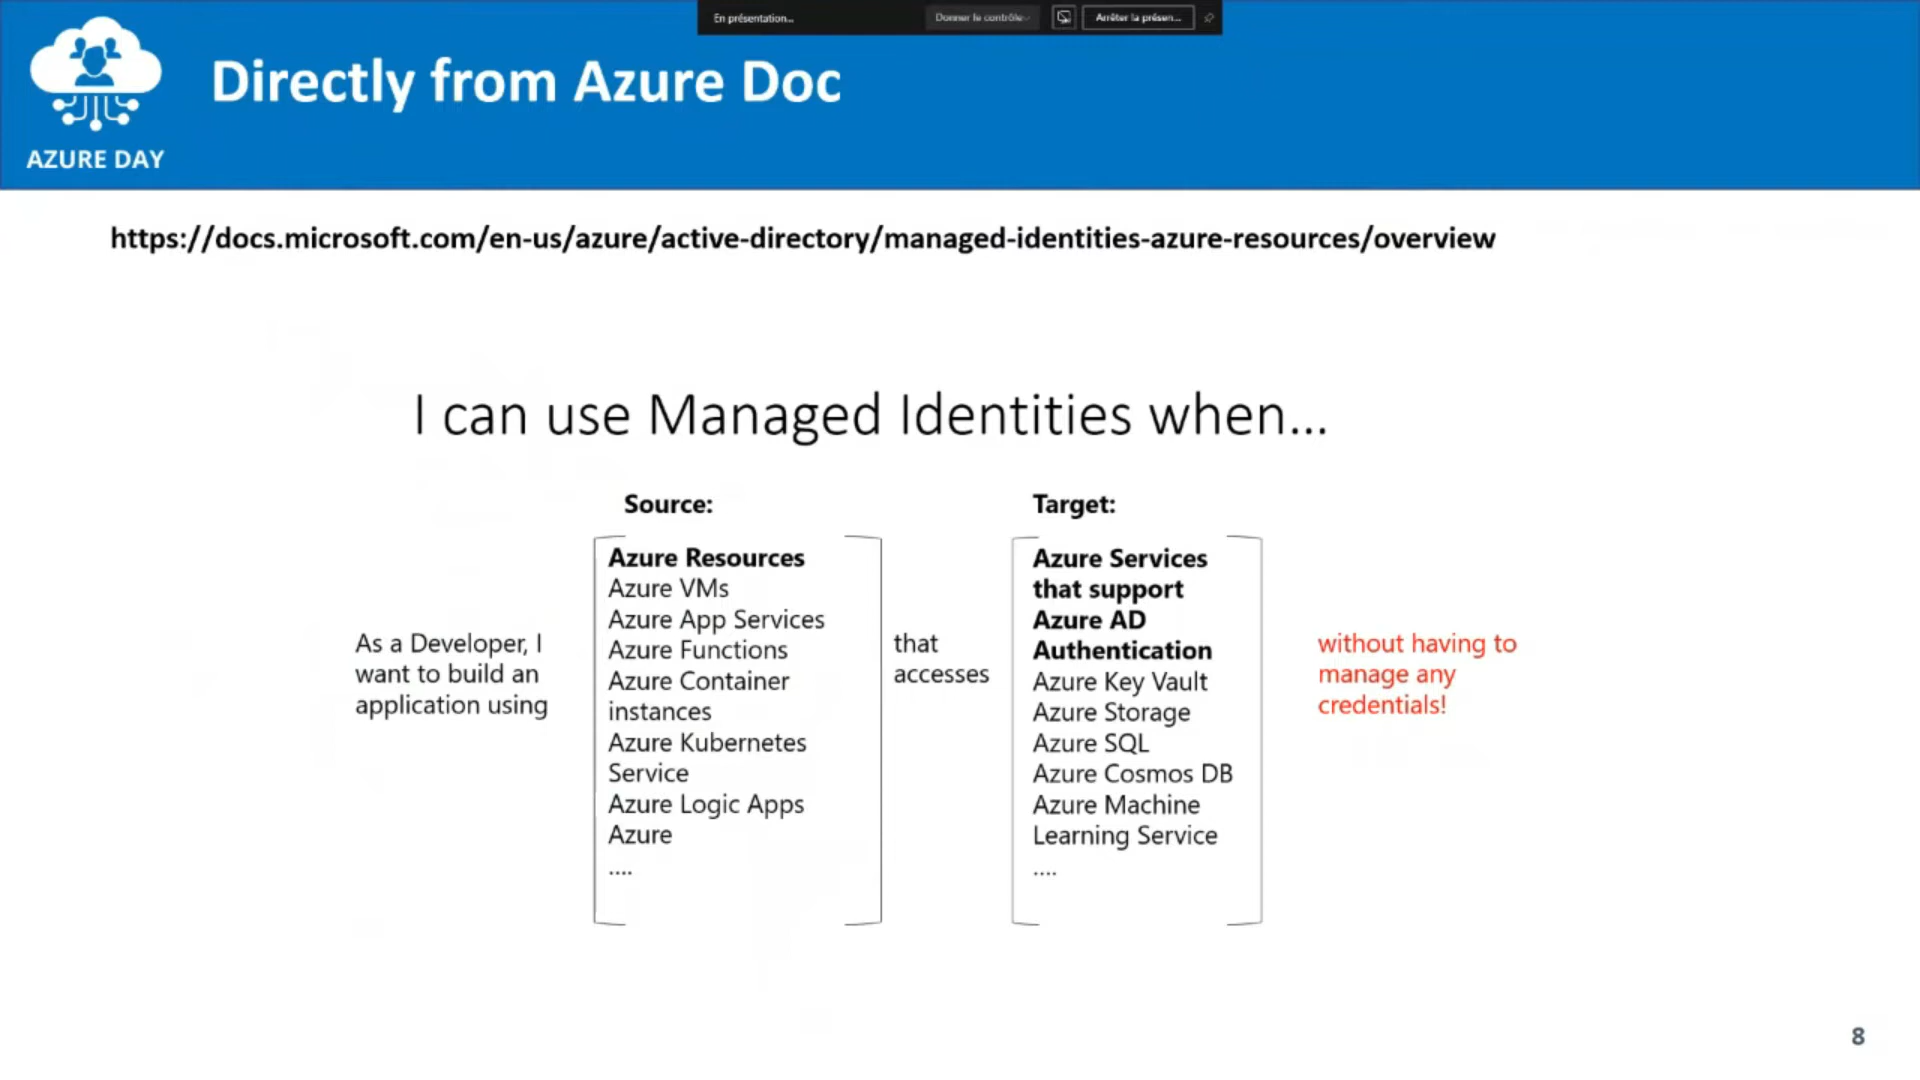 En présentation...
Donner le contrôle
Arrêter la présen...
Directly from Azure Doc
AZURE DAY
https://docs.microsoft.com/en-us/azure/active-directory/managed-identities-azure-resources/overview
I can use Managed Identities when...
Source:
Target:
As a Developer, I
want to build an
application using
Azure Resources
Azure VMs
Azure App Services
Azure Functions
Azure Container
instances
Azure Kubernetes
Service
Azure Logic Apps
Azure
....
that
accesses
Azure Services
that support
Azure AD
Authentication
Azure Key Vault
Azure Storage
Azure SQL
Azure Cosmos DB
Azure Machine
Learning Service
....
without having to
manage any
credentials!
8